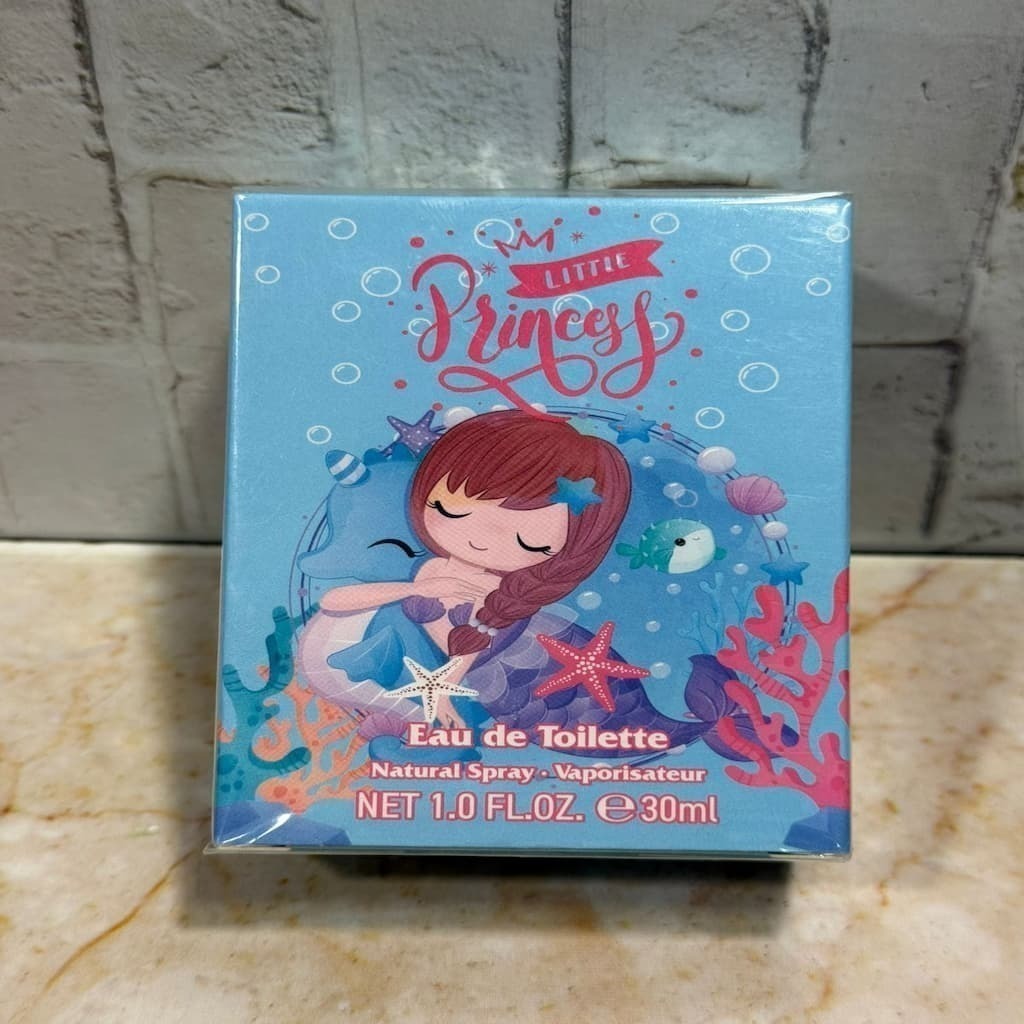 LITTLE
Princess
Eau de Toilette
Natural Spray · Vaporisateur
NET 1.0 FL.OZ. ℮30ml